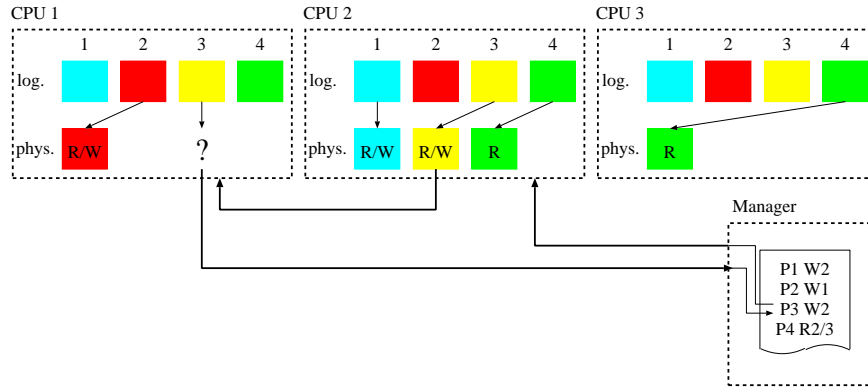 CPU 1
CPU 2
CPU 3
1 2 3 4
1 2 3 4
1 2 3 4
log.
log.
log.
phys. R/W ?
phys. R/W R/W R
phys. R
Manager
P1 W2
P2 W1
P3 W2
P4 R2/3